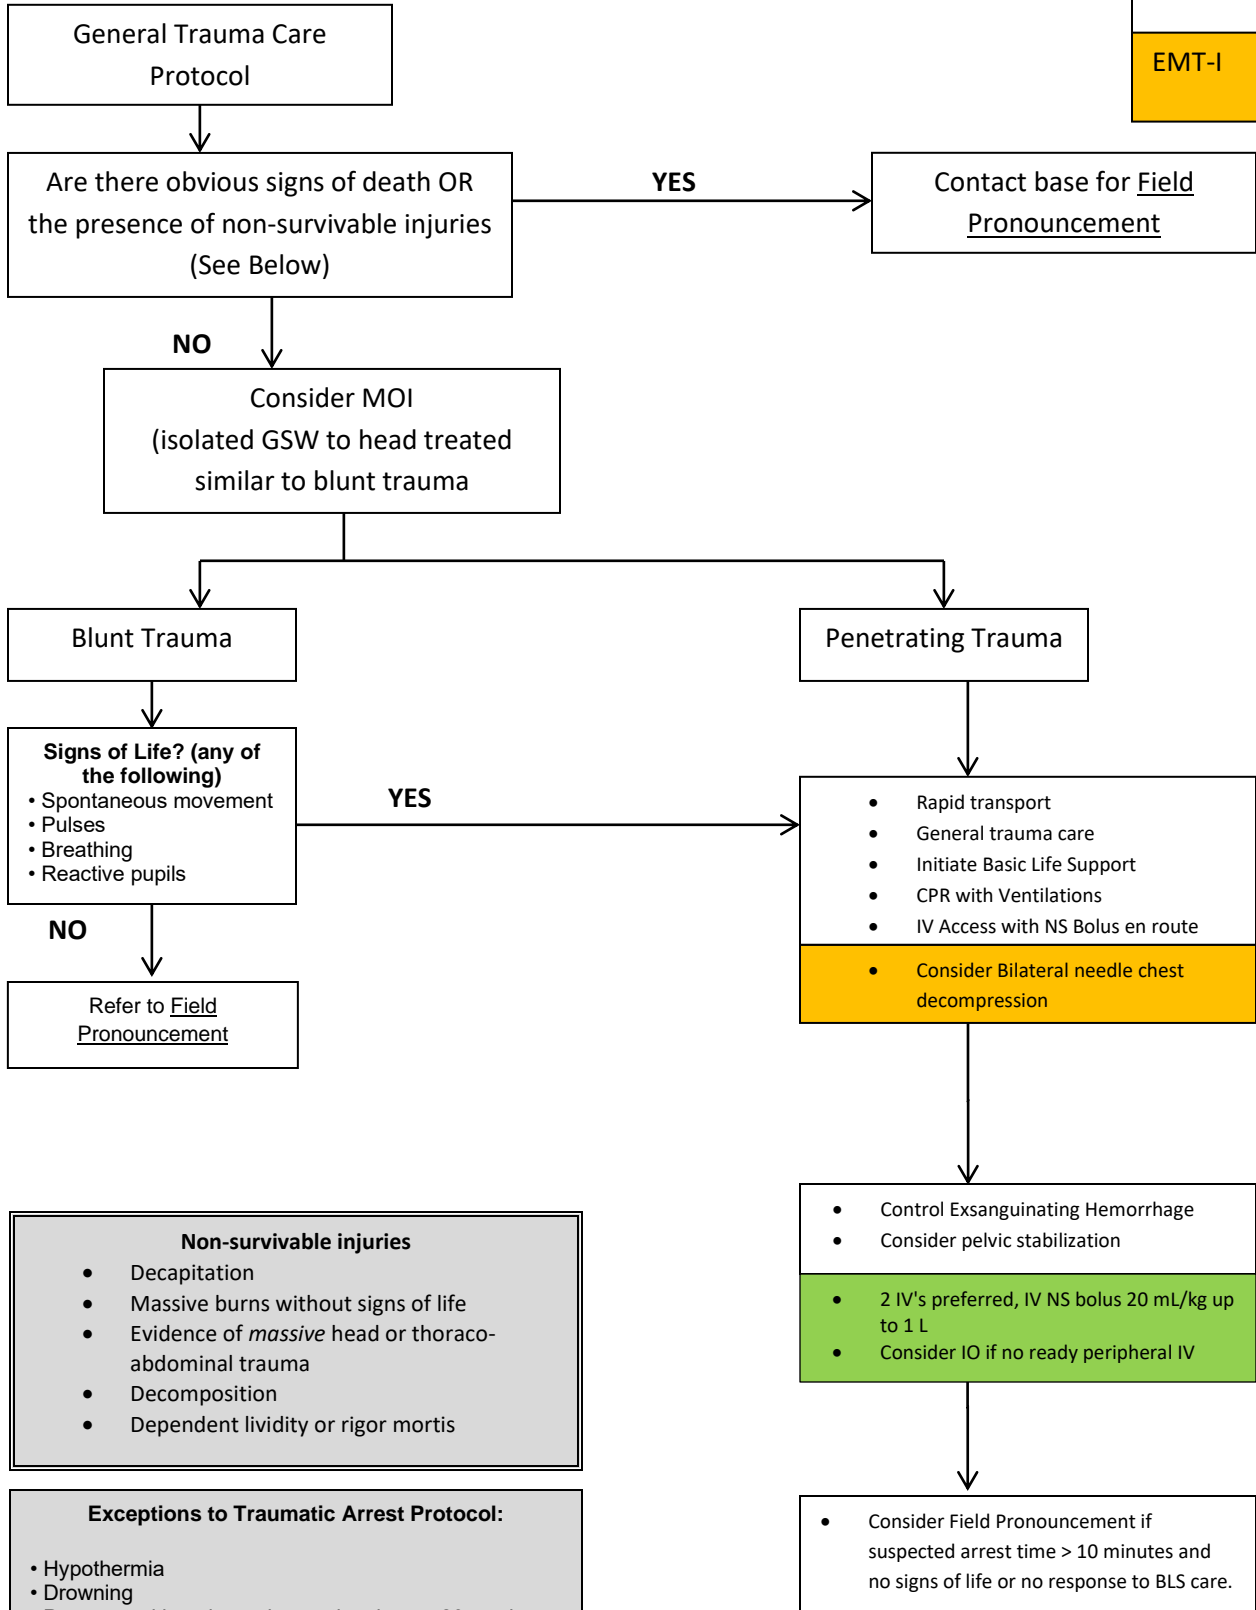 General Trauma Care
Protocol
EMT-I
Are there obvious signs of death OR
the presence of non-survivable injuries
(See Below)
YES
Contact base for Field
Pronouncement
NO
Consider MOI
(isolated GSW to head treated
similar to blunt trauma
Blunt Trauma
Penetrating Trauma
Signs of Life? (any of
the following)
• Spontaneous movement
• Pulses
• Breathing
• Reactive pupils
YES
• Rapid transport
• General trauma care
• Initiate Basic Life Support
• CPR with Ventilations
• IV Access with NS Bolus en route
• Consider Bilateral needle chest
decompression
NO
Refer to Field
Pronouncement
• Control Exsanguinating Hemorrhage
• Consider pelvic stabilization
• 2 IV's preferred, IV NS bolus 20 mL/kg up
to 1 L
• Consider IO if no ready peripheral IV
Non-survivable injuries
• Decapitation
• Massive burns without signs of life
• Evidence of massive head or thoraco-
abdominal trauma
• Decomposition
• Dependent lividity or rigor mortis
Exceptions to Traumatic Arrest Protocol:
• Hypothermia
• Drowning
• Consider Field Pronouncement if
suspected arrest time > 10 minutes and
no signs of life or no response to BLS care.